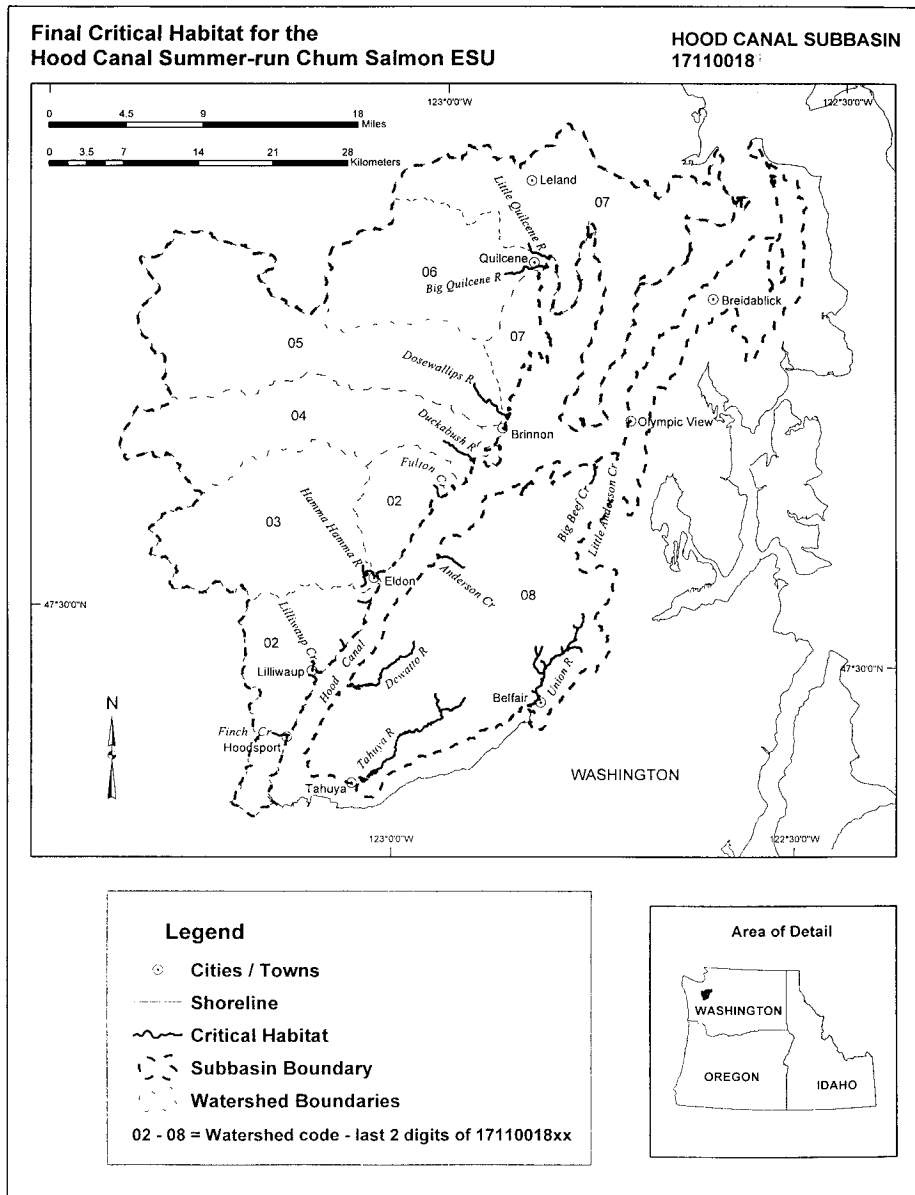 Final Critical Habitat for the
Hood Canal Summer-run Chum Salmon ESU
HOOD CANAL SUBBASIN
17110018
123°0'0"W
122°30'0"W
0 4.5 9 18
Miles
0 3.5 7 14 21 28
Kilometers
Leland
Little Quilcene R
07
Quilcene
06
Big Quilcene R
Breidablick
07
05
Dosewallips R
04
Duckabush R
Brinnon
Olympic View
Fulton Cr
02
Big Beef Cr
Little Anderson Cr
03
Hamma Hamma R
Eldon
Anderson Cr
08
47°30'0"N
Lilliwaup Cr
02
Lilliwaup
Hood Canal
Dewatto R
47°30'0"N
Belfair
Union R
N
Finch Cr
Hoodsport
Tahuya R
Tahuya
WASHINGTON
123°0'0"W
122°30'0"W
Legend
Cities / Towns
Shoreline
Critical Habitat
Subbasin Boundary
Watershed Boundaries
02 - 08 = Watershed code - last 2 digits of 17110018xx
Area of Detail
WASHINGTON
OREGON
IDAHO